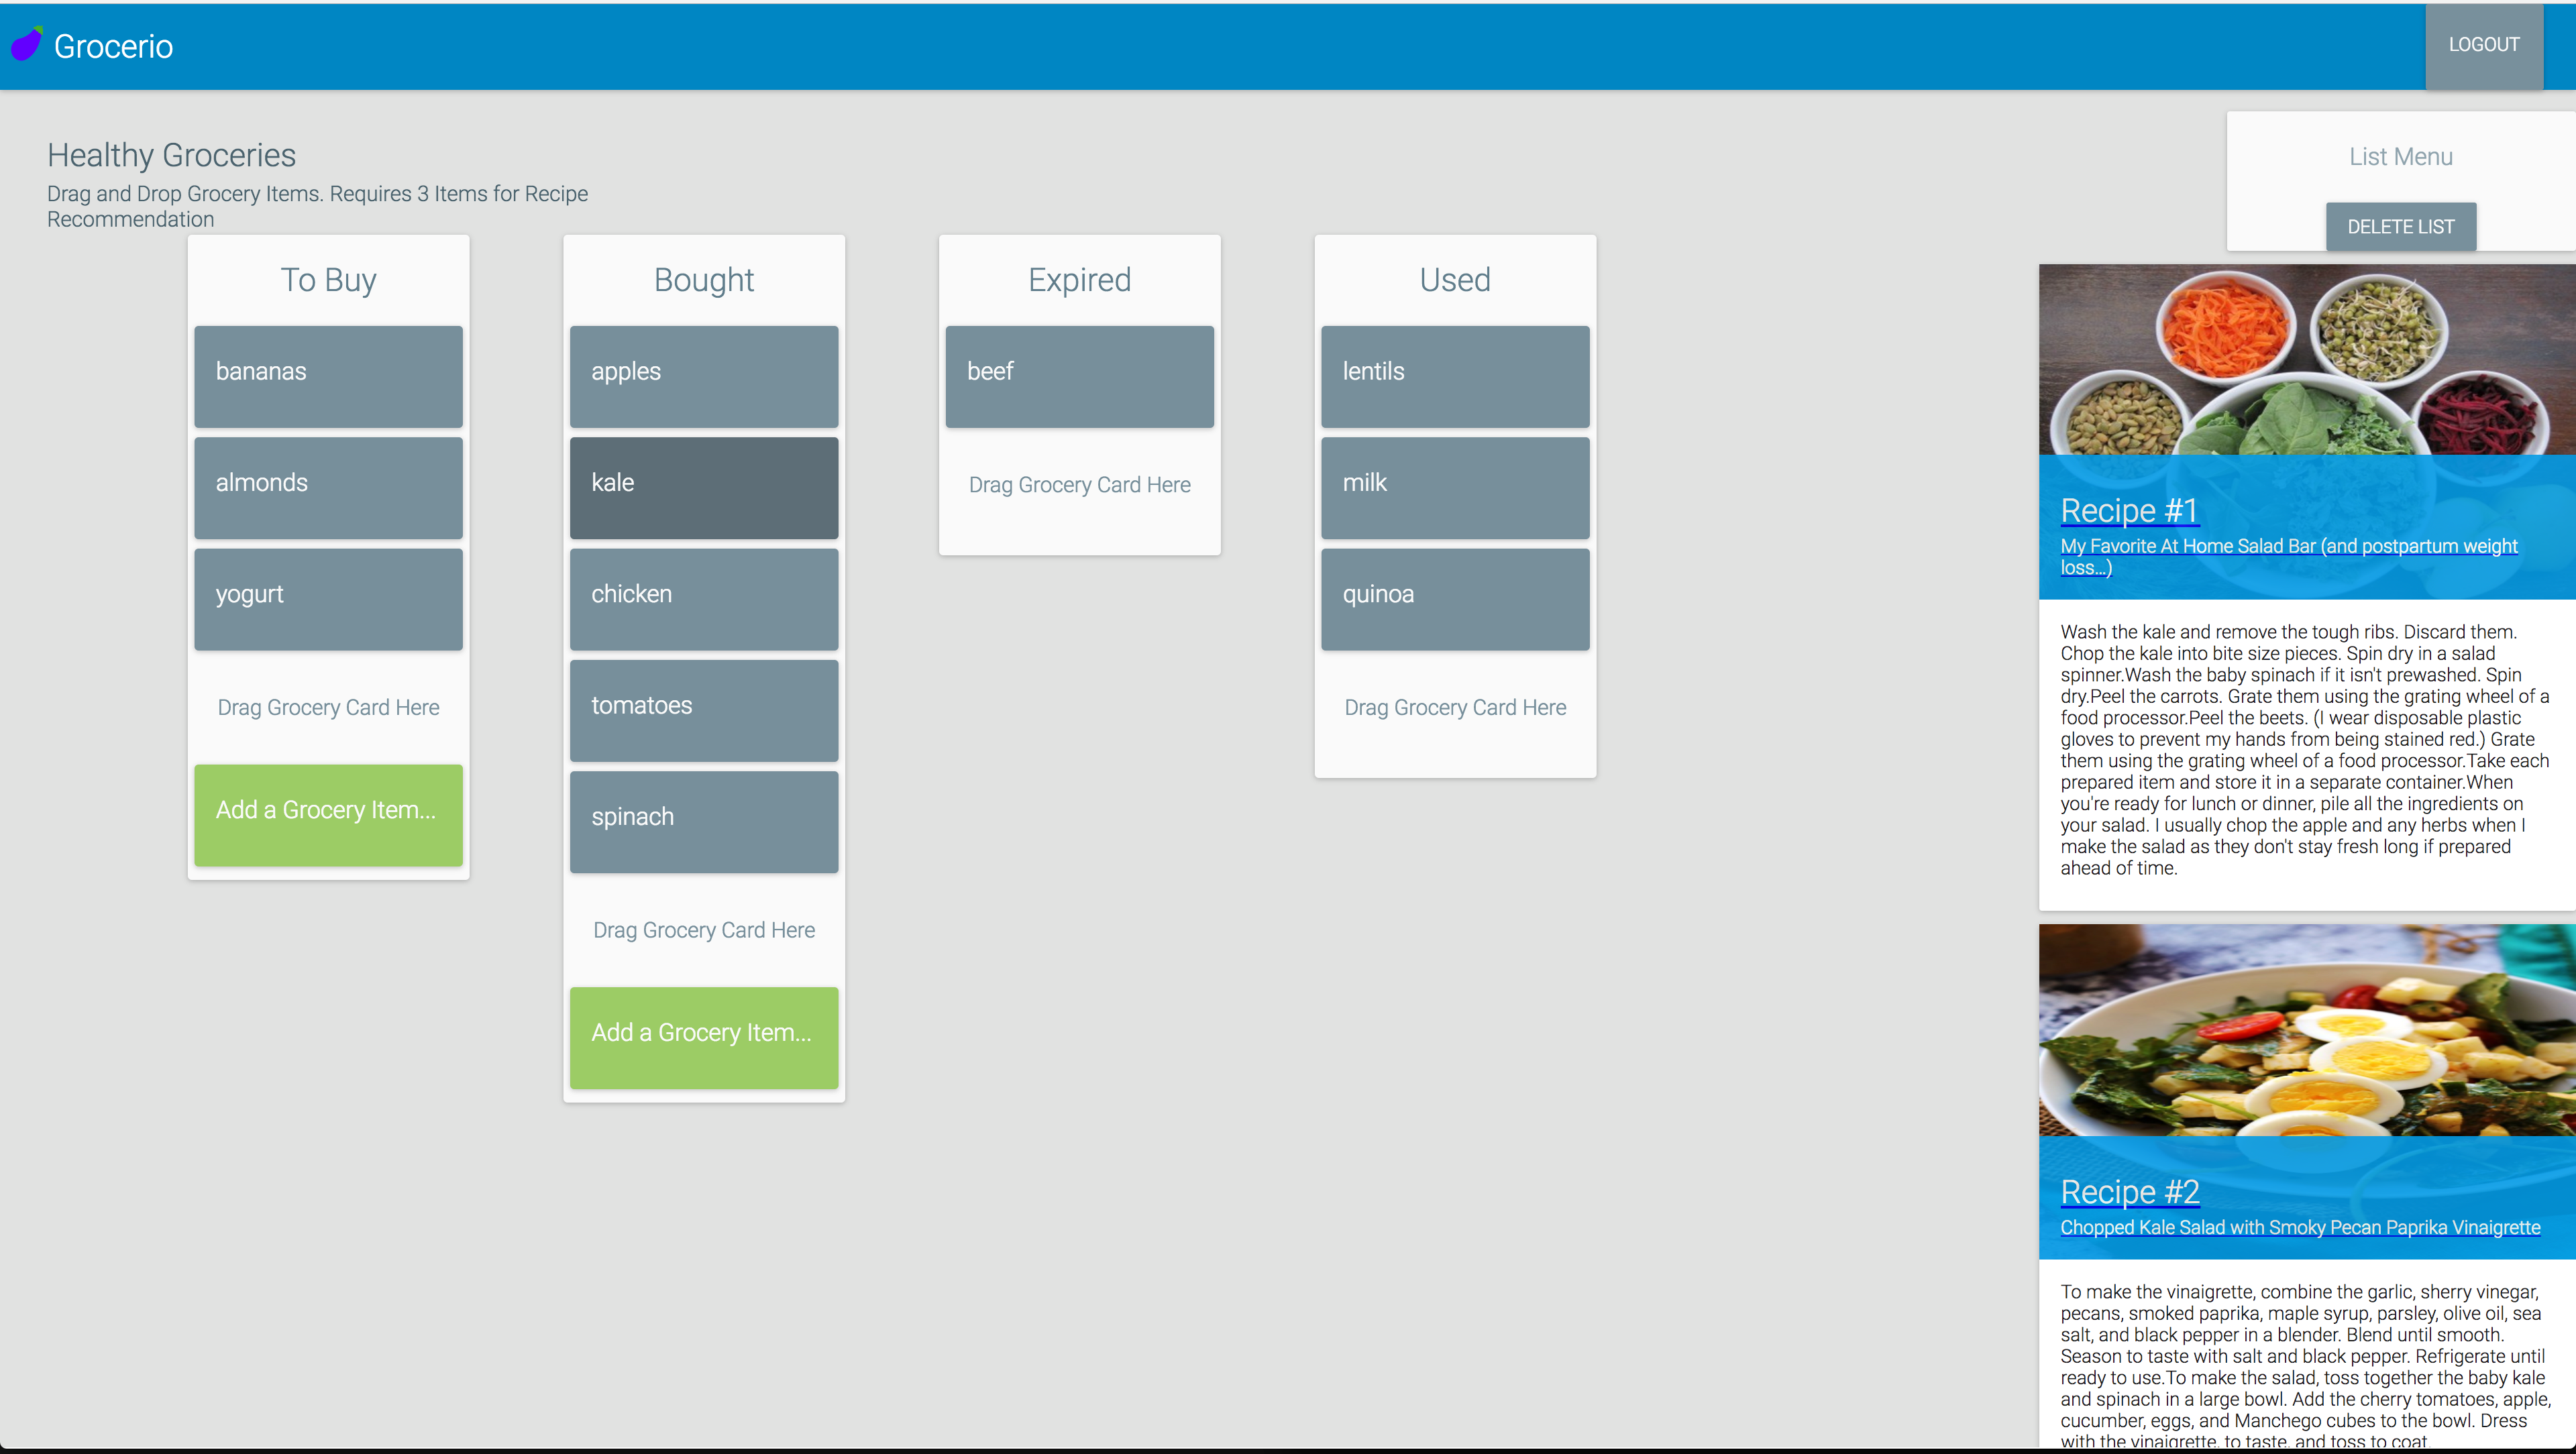 Grocerio
LOGOUT
Healthy Groceries
Drag and Drop Grocery Items. Requires 3 Items for Recipe
Recommendation
To Buy
bananas
almonds
yogurt
Drag Grocery Card Here
Add a Grocery Item...
Bought
apples
kale
chicken
tomatoes
spinach
Drag Grocery Card Here
Add a Grocery Item...
Expired
beef
Drag Grocery Card Here
Used
lentils
milk
quinoa
Drag Grocery Card Here
List Menu
DELETE LIST
Recipe #1
My Favorite At Home Salad Bar (and postpartum weight
loss...)
Wash the kale and remove the tough ribs. Discard them.
Chop the kale into bite size pieces. Spin dry in a salad
spinner.Wash the baby spinach if it isn't prewashed. Spin
dry.Peel the carrots. Grate them using the grating wheel of a
food processor.Peel the beets. (I wear disposable plastic
gloves to prevent my hands from being stained red.) Grate
them using the grating wheel of a food processor.Take each
prepared item and store it in a separate container.When
you're ready for lunch or dinner, pile all the ingredients on
your salad. I usually chop the apple and any herbs when I
make the salad as they don't stay fresh long if prepared
ahead of time.
Recipe #2
Chopped Kale Salad with Smoky Pecan Paprika Vinaigrette
To make the vinaigrette, combine the garlic, sherry vinegar,
pecans, smoked paprika, maple syrup, parsley, olive oil, sea
salt, and black pepper in a blender. Blend until smooth.
Season to taste with salt and black pepper. Refrigerate until
ready to use.To make the salad, toss together the baby kale
and spinach in a large bowl. Add the cherry tomatoes, apple,
cucumber, eggs, and Manchego cubes to the bowl. Dress
with the vinaigrette, to taste, and toss to coat.